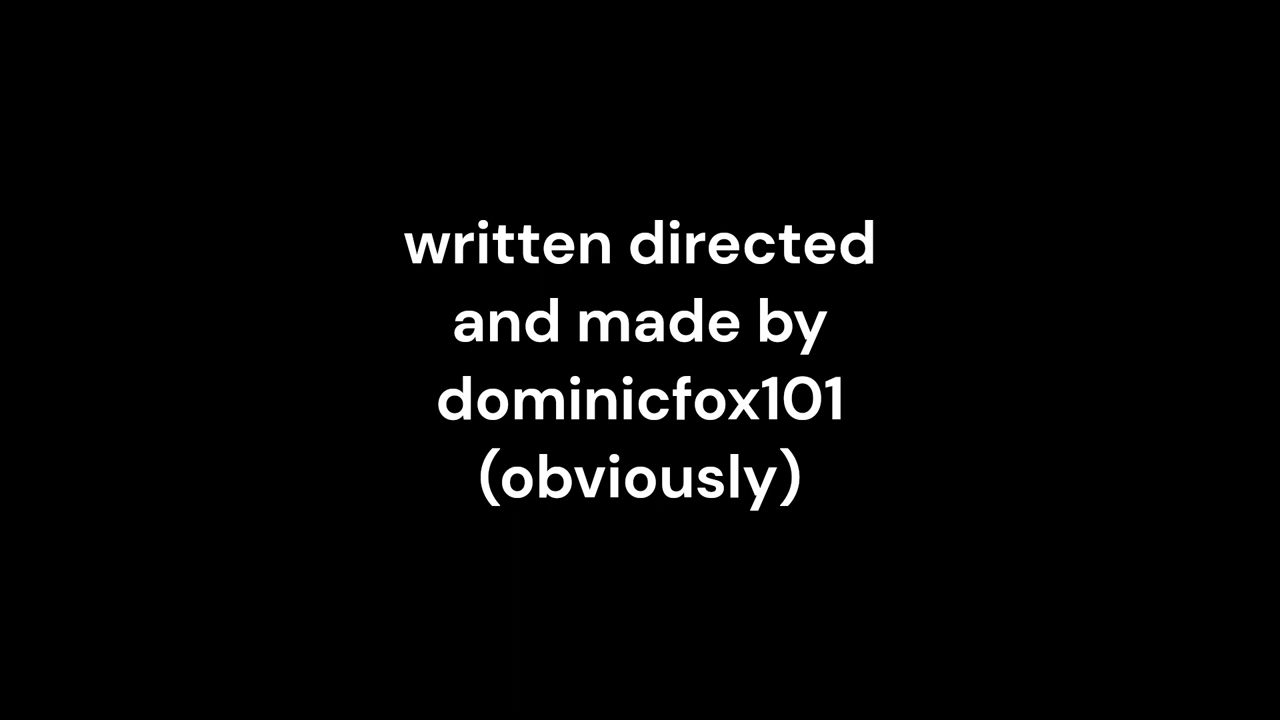 written directed
and made by
dominicfox101
(obviously)